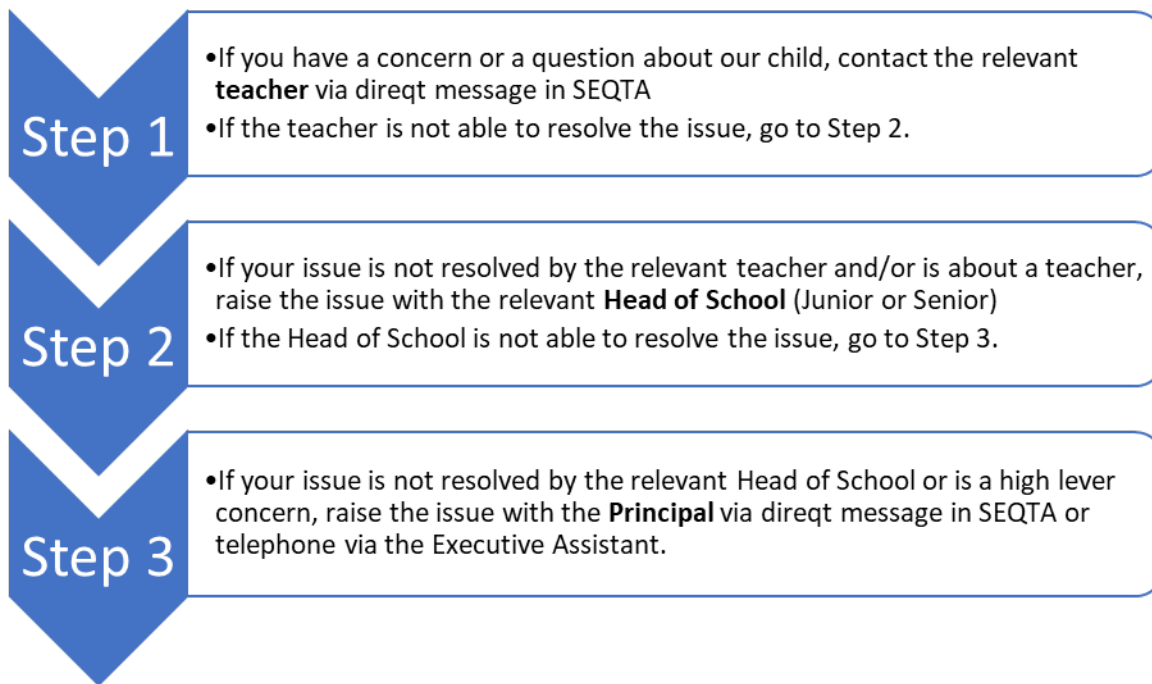 Step 1
•If you have a concern or a question about our child, contact the relevant
teacher via direqt message in SEQTA
•If the teacher is not able to resolve the issue, go to Step 2.
Step 2
•If your issue is not resolved by the relevant teacher and/or is about a teacher,
raise the issue with the relevant Head of School (Junior or Senior)
•If the Head of School is not able to resolve the issue, go to Step 3.
Step 3
•If your issue is not resolved by the relevant Head of School or is a high lever
concern, raise the issue with the Principal via direqt message in SEQTA or
telephone via the Executive Assistant.